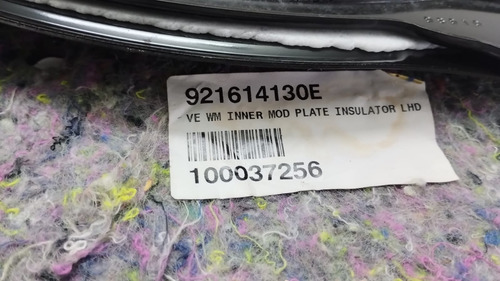 921614130E
VE WM INNER MOD PLATE INSULATOR LHD
100037256